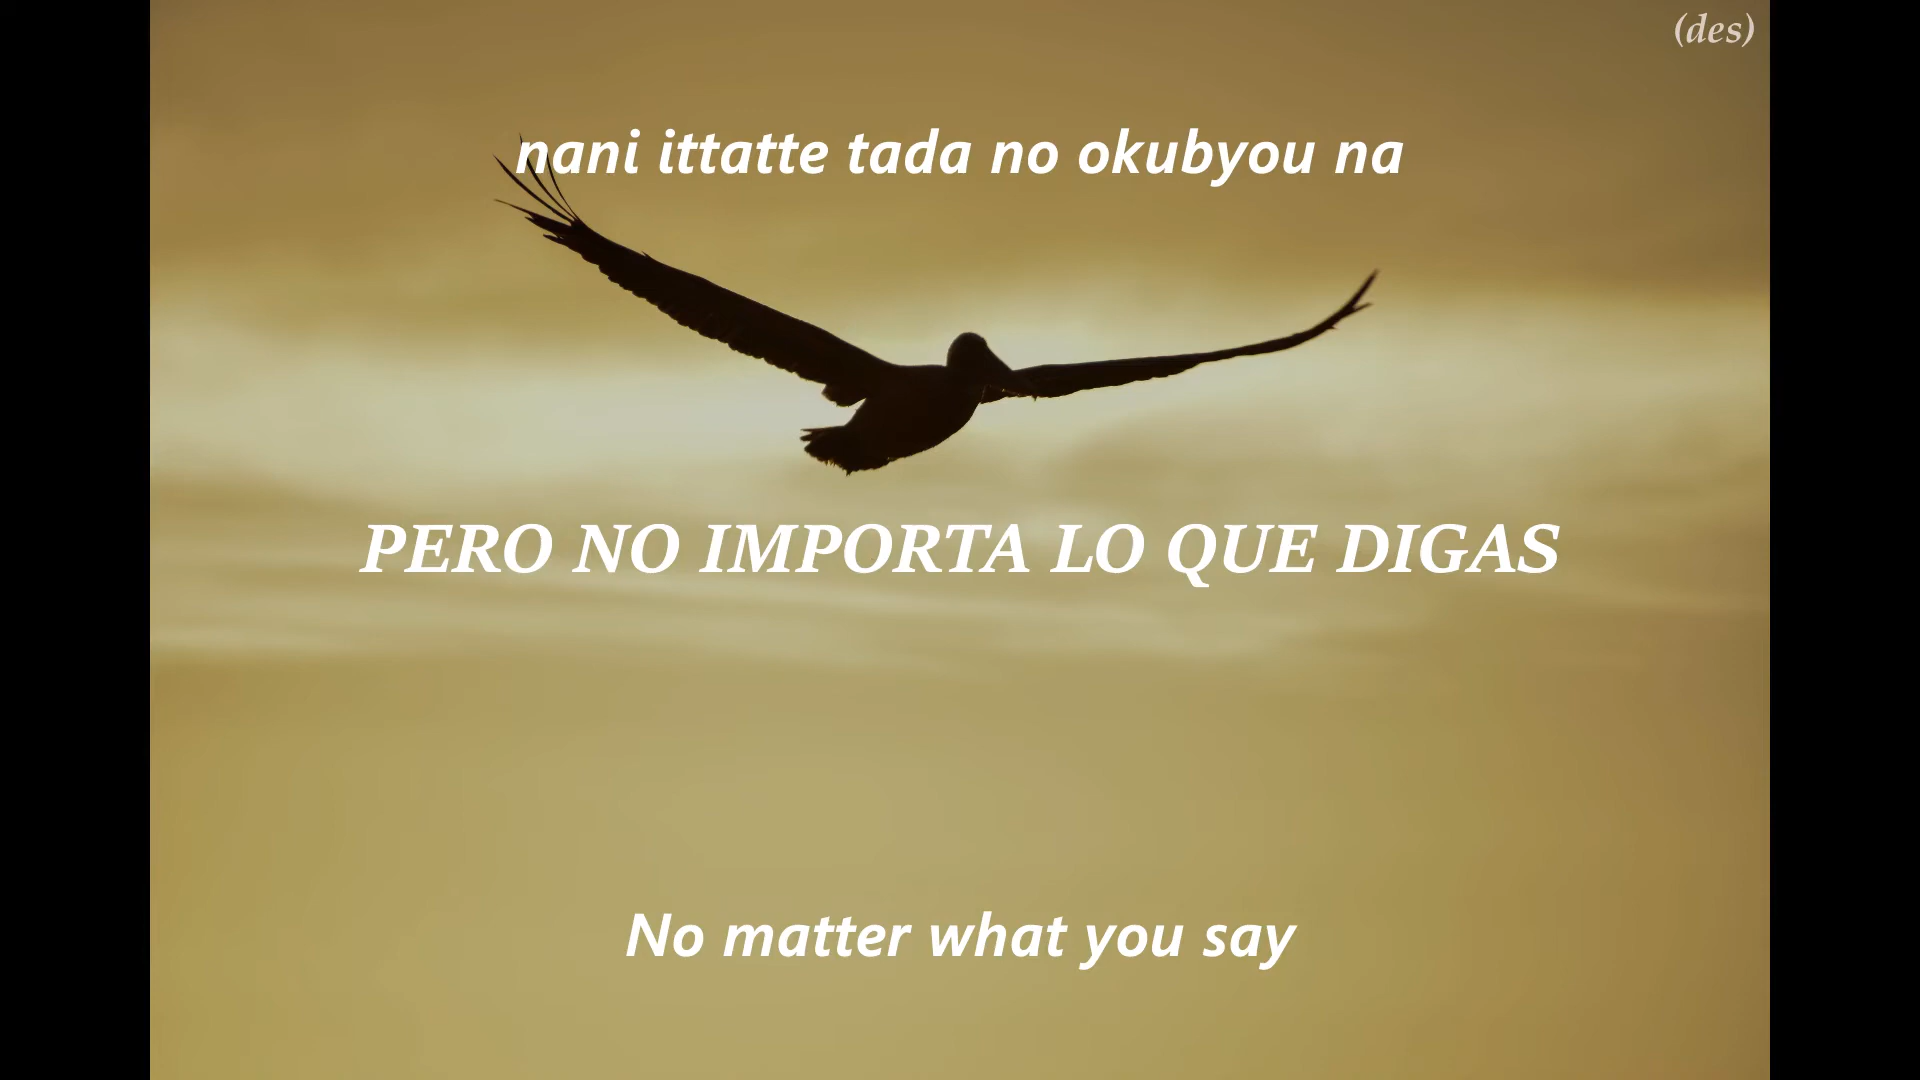 (des)
nani ittatte tada no okubyou na
PERO NO IMPORTA LO QUE DIGAS
No matter what you say